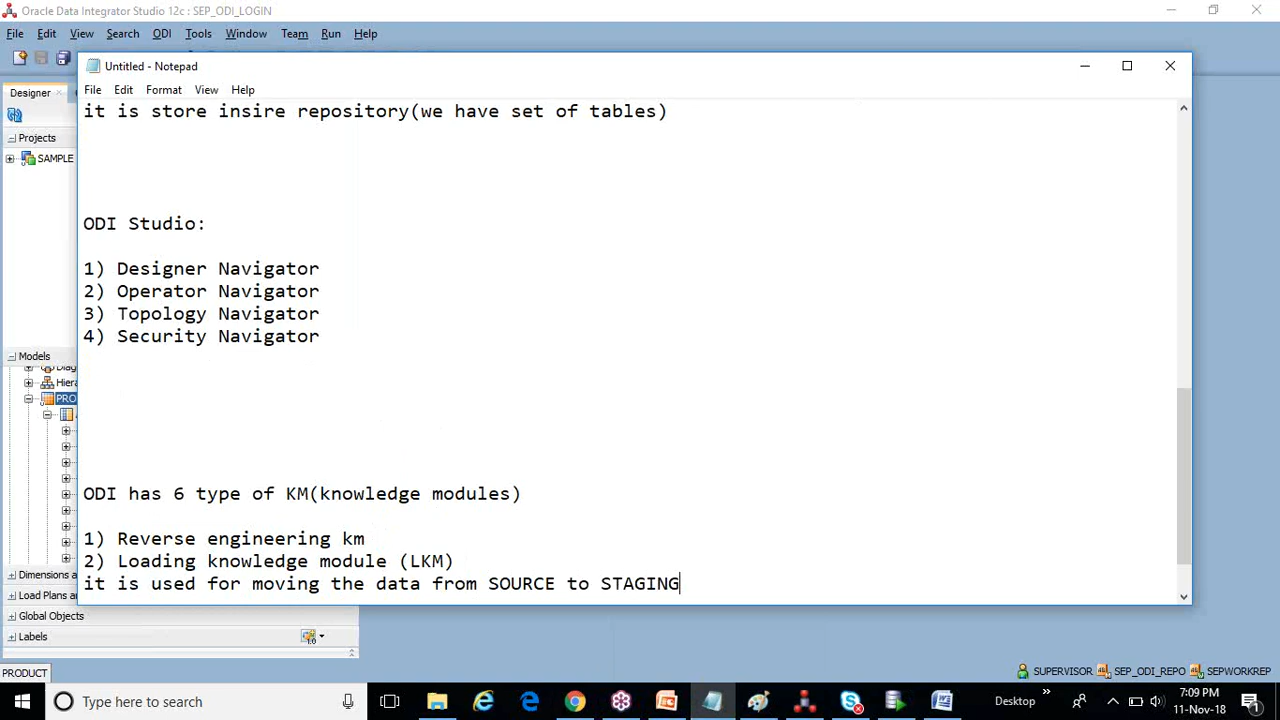 Oracle Data Integrator Studio 12c : SEP_ODI_LOGIN
File Edit View Search ODI Tools Window Team Run Help
Untitled - Notepad
File Edit Format View Help
Designer
Projects
SAMPLE
Models
Hiera
PRO
Dimensions a
Load Plans a
Global Objects
Labels
PRODUCT
it is store insire repository(we have set of tables)
ODI Studio:
1) Designer Navigator
2) Operator Navigator
3) Topology Navigator
4) Security Navigator
ODI has 6 type of KM(knowledge modules)
1) Reverse engineering km
2) Loading knowledge module (LKM)
it is used for moving the data from SOURCE to STAGING
SUPERVISOR SEP_ODI_REPO SEPWORKREP
Type here to search
Desktop
7:09 PM
11-Nov-18